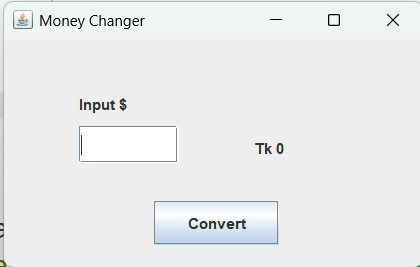 Money Changer
Input $
Tk 0
Convert